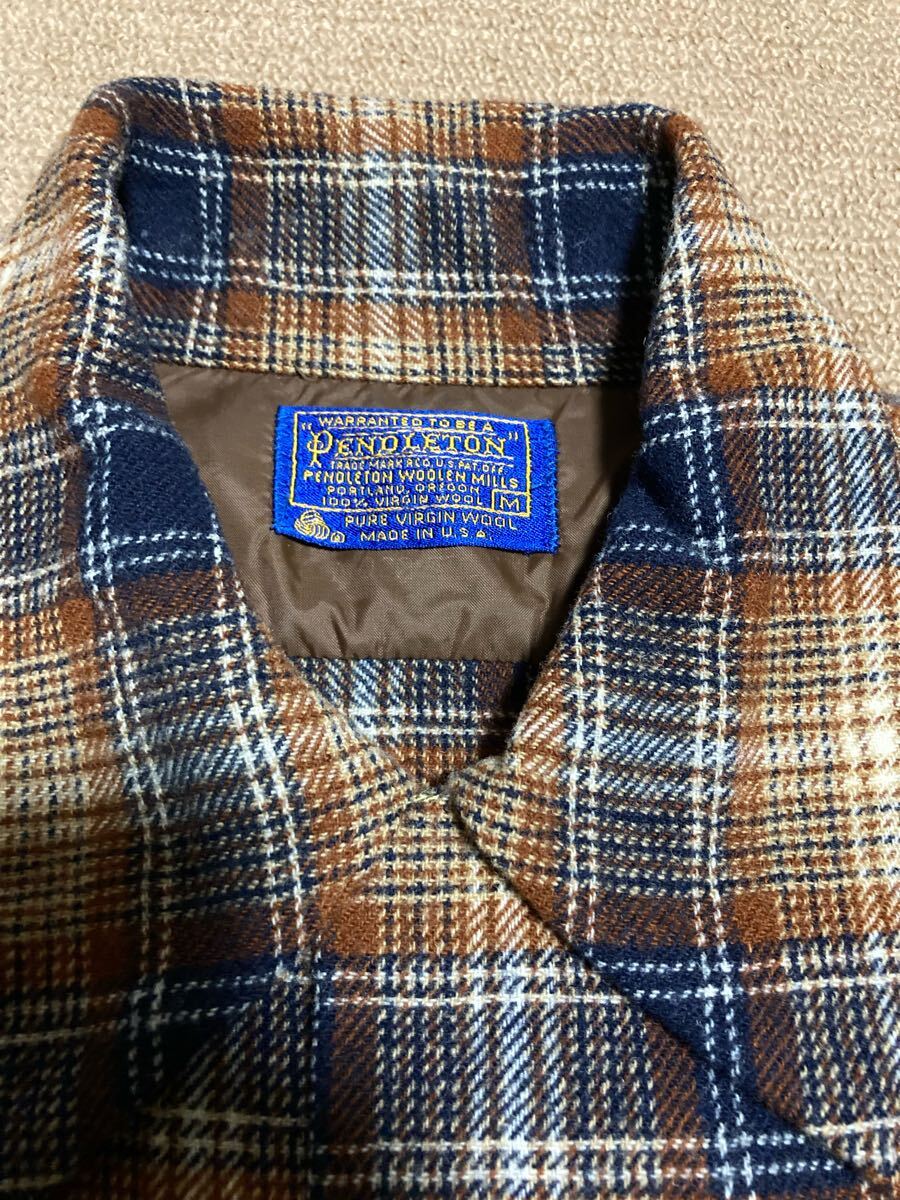 WARRANTED TO BE A
"PENDLETON"
TRADE MARK REG. U.S. PAT. OFF.
PENDLETON WOOLEN MILLS
PORTLAND, OREGON
100% VIRGIN WOOL M
PURE VIRGIN WOOL
MADE IN U.S.A.